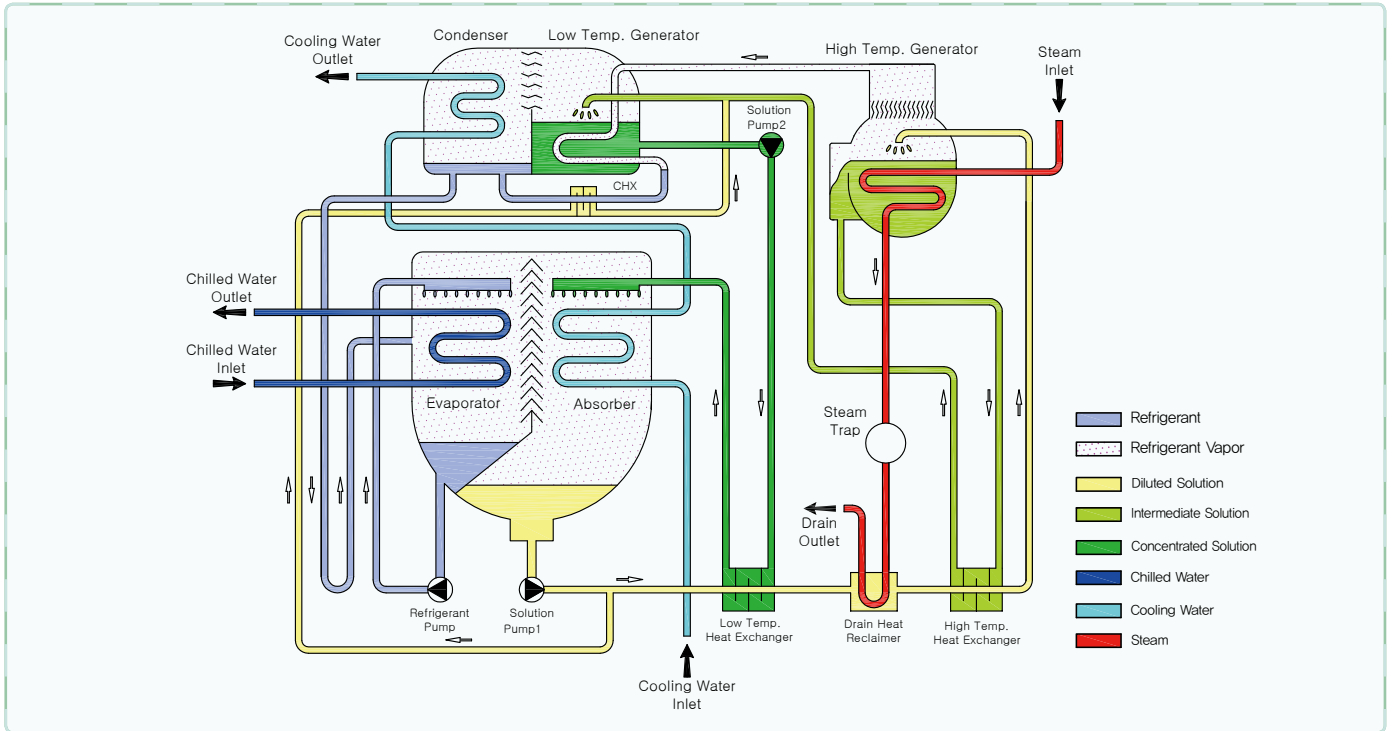 Cooling Water
Outlet
Condenser
Low Temp. Generator
High Temp. Generator
Steam
Inlet
Solution
Pump2
CHX
Chilled Water
Outlet
Chilled Water
Inlet
Evaporator
Absorber
Steam
Trap
Drain
Outlet
Refrigerant
Pump
Solution
Pump1
Low Temp.
Heat Exchanger
Drain Heat
Reclaimer
High Temp.
Heat Exchanger
Cooling Water
Inlet
Refrigerant
Refrigerant Vapor
Diluted Solution
Intermediate Solution
Concentrated Solution
Chilled Water
Cooling Water
Steam